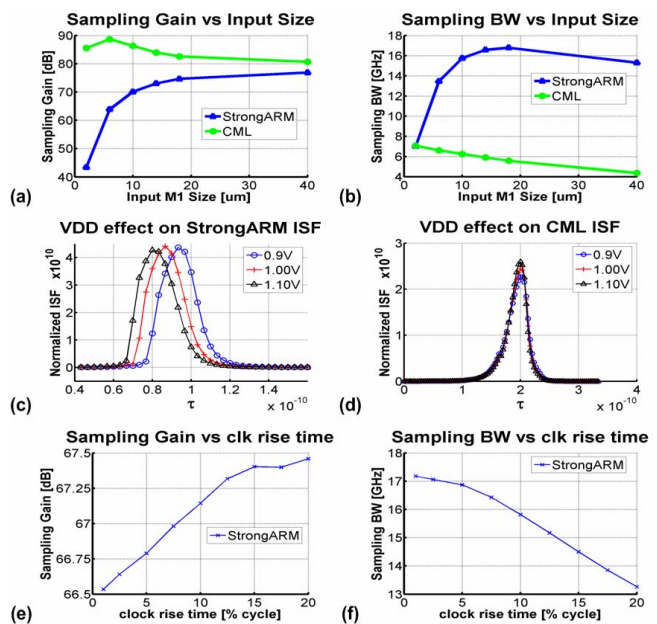 Sampling Gain vs Input Size
Sampling Gain [dB]
90
80
70
60
50
40
StrongARM
CML
0
10
20
30
40
Input M1 Size [um]
(a)
Sampling BW vs Input Size
Sampling BW [GHz]
18
16
14
12
10
8
6
4
StrongARM
CML
0
10
20
30
40
Input M1 Size [um]
(b)
VDD effect on StrongARM ISF
Normalized ISF x10^10
4
3
2
1
0
0.9V
1.00V
1.10V
0.4
0.6
0.8
1
1.2
1.4
τ
x 10^-10
(c)
VDD effect on CML ISF
Normalized ISF x10^10
3
2
1
0
0.9V
1.00V
1.10V
0
1
2
3
4
τ
x 10^-10
(d)
Sampling Gain vs clk rise time
Sampling Gain [dB]
67.5
67.25
67
66.75
66.5
StrongARM
0
5
10
15
20
clock rise time [% cycle]
(e)
Sampling BW vs clk rise time
Sampling BW [GHz]
18
17
16
15
14
13
StrongARM
0
5
10
15
20
clock rise time [% cycle]
(f)